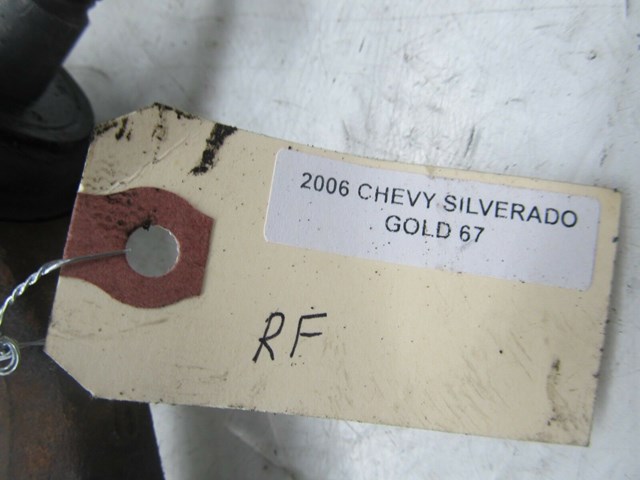 2006 CHEVY SILVERADO
GOLD 67
RF